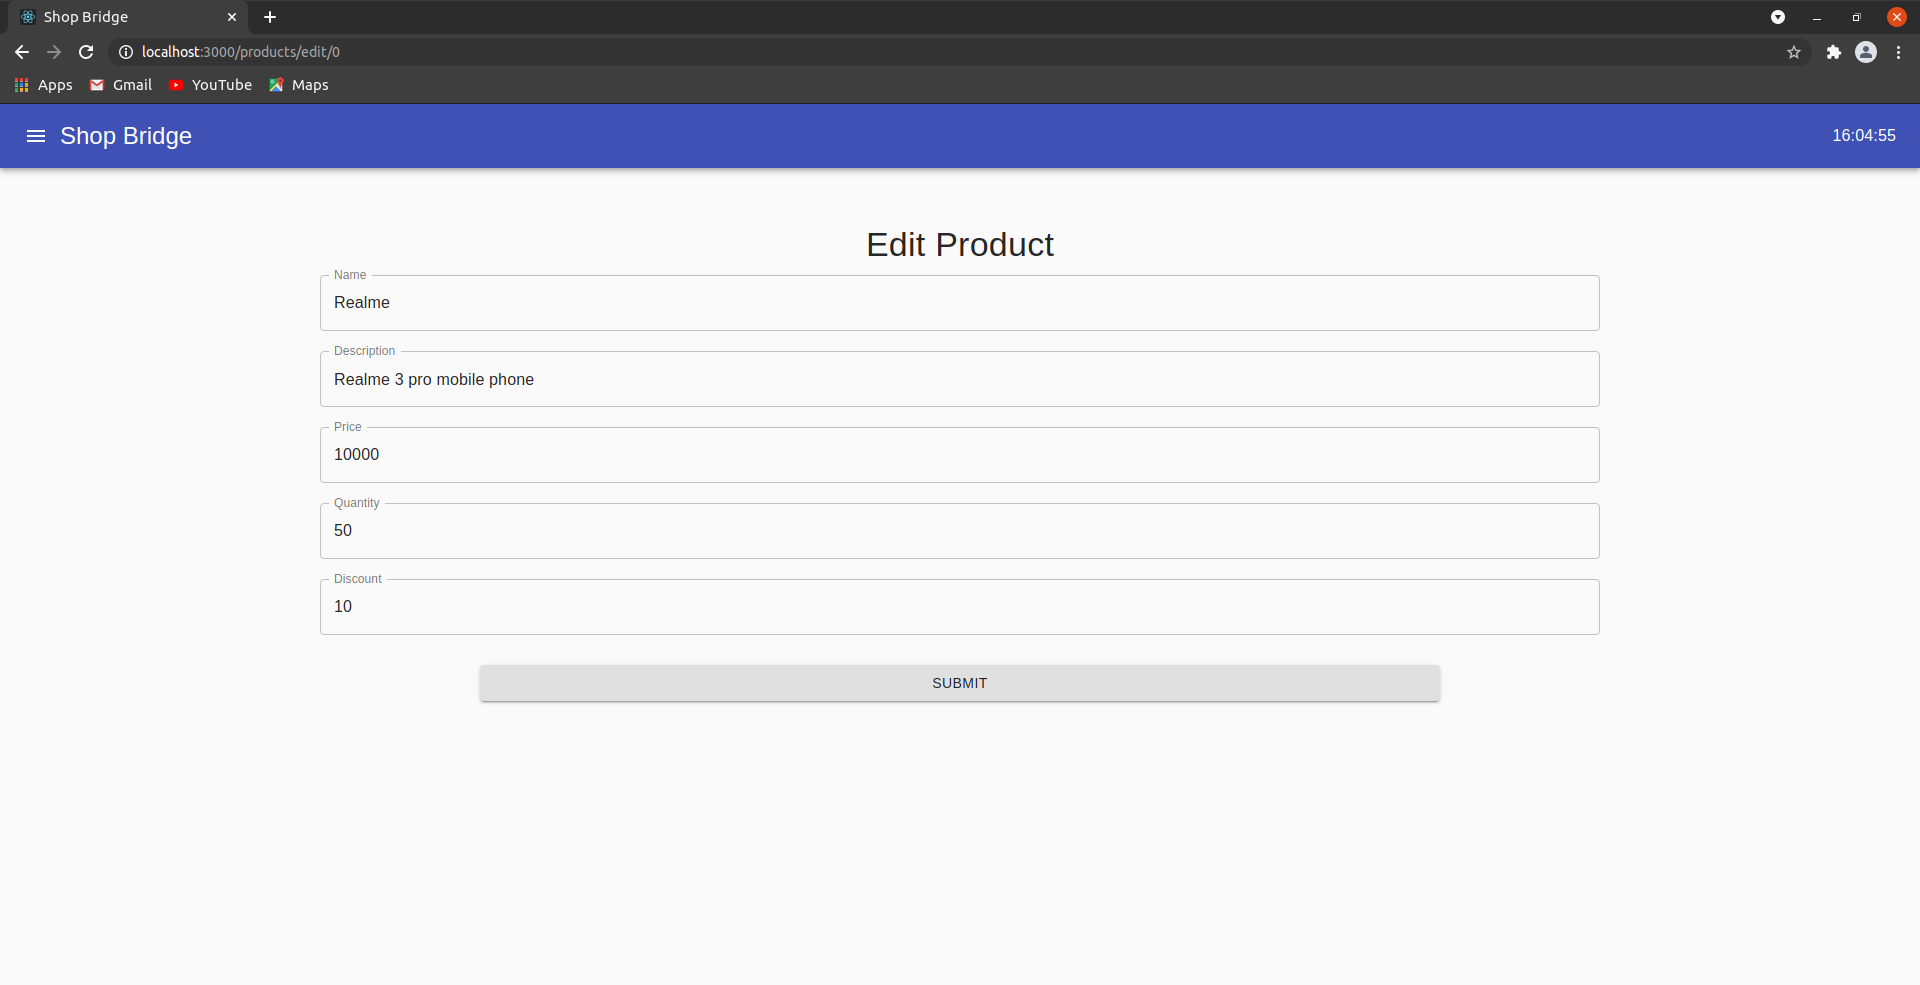 Shop Bridge
localhost:3000/products/edit/0
Apps Gmail YouTube Maps
Shop Bridge 16:04:55
Edit Product
Name
Realme
Description
Realme 3 pro mobile phone
Price
10000
Quantity
50
Discount
10
SUBMIT